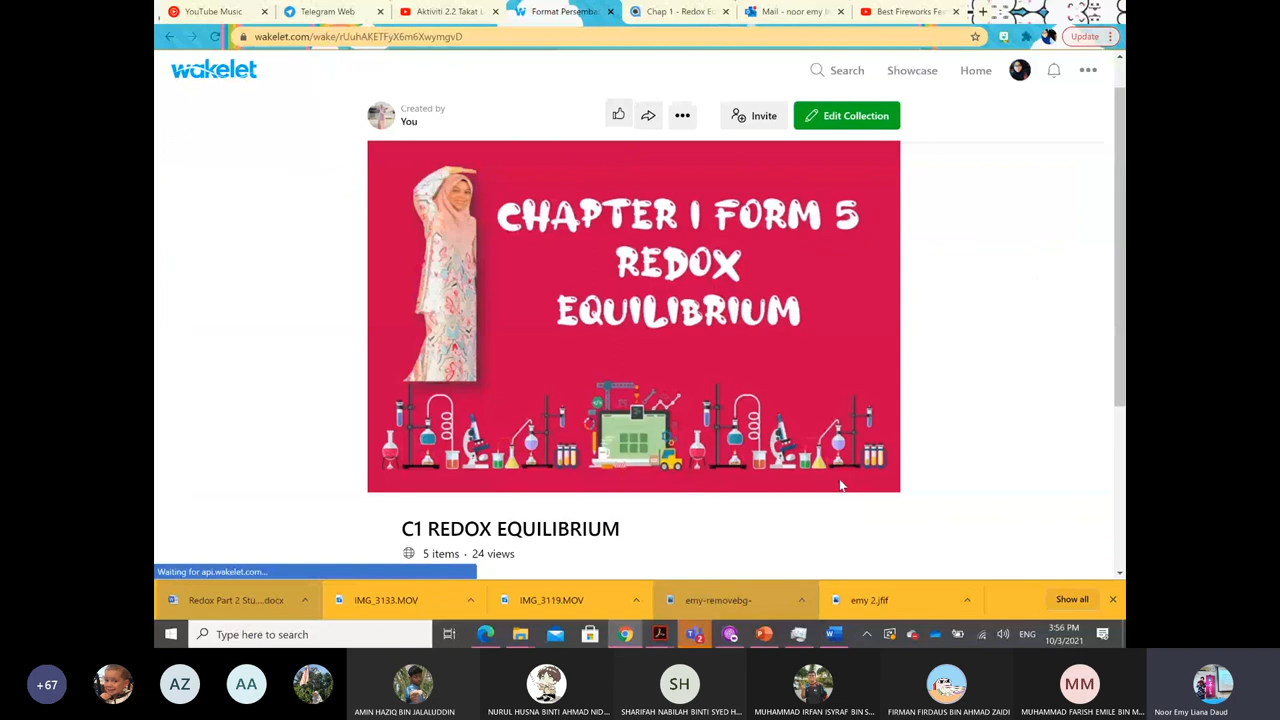 YouTube Music
Telegram Web
Aktiviti 2.2 Takat L
Format Persemba
Chap 1 - Redox E
Mail - noor emy l
Best Fireworks Fe
wakelet.com/wake/rUuhAKETFyX6m6XwymgvD
Update
wakelet
Search
Showcase
Home
Created by
You
Invite
Edit Collection
CHAPTER 1 FORM 5
REDOX
EQUILIBRIUM
C1 REDOX EQUILIBRIUM
5 items · 24 views
Waiting for api.wakelet.com...
Redox Part 2 Stu....docx
IMG_3133.MOV
IMG_3119.MOV
emy-removebg-
emy 2.jfif
Show all
Type here to search
ENG
3:56 PM
10/3/2021
+67
AZ
AA
SH
MM
AMIN HAZIQ BIN JALALUDDIN
NURUL HUSNA BINTI AHMAD NID...
SHARIFAH NABILAH BINTI SYED H...
MUHAMMAD IRFAN ISYRAF BIN S...
FIRMAN FIRDAUS BIN AHMAD ZAIDI
MUHAMMAD FARISH EMILE BIN M...
Noor Emy Liana Daud